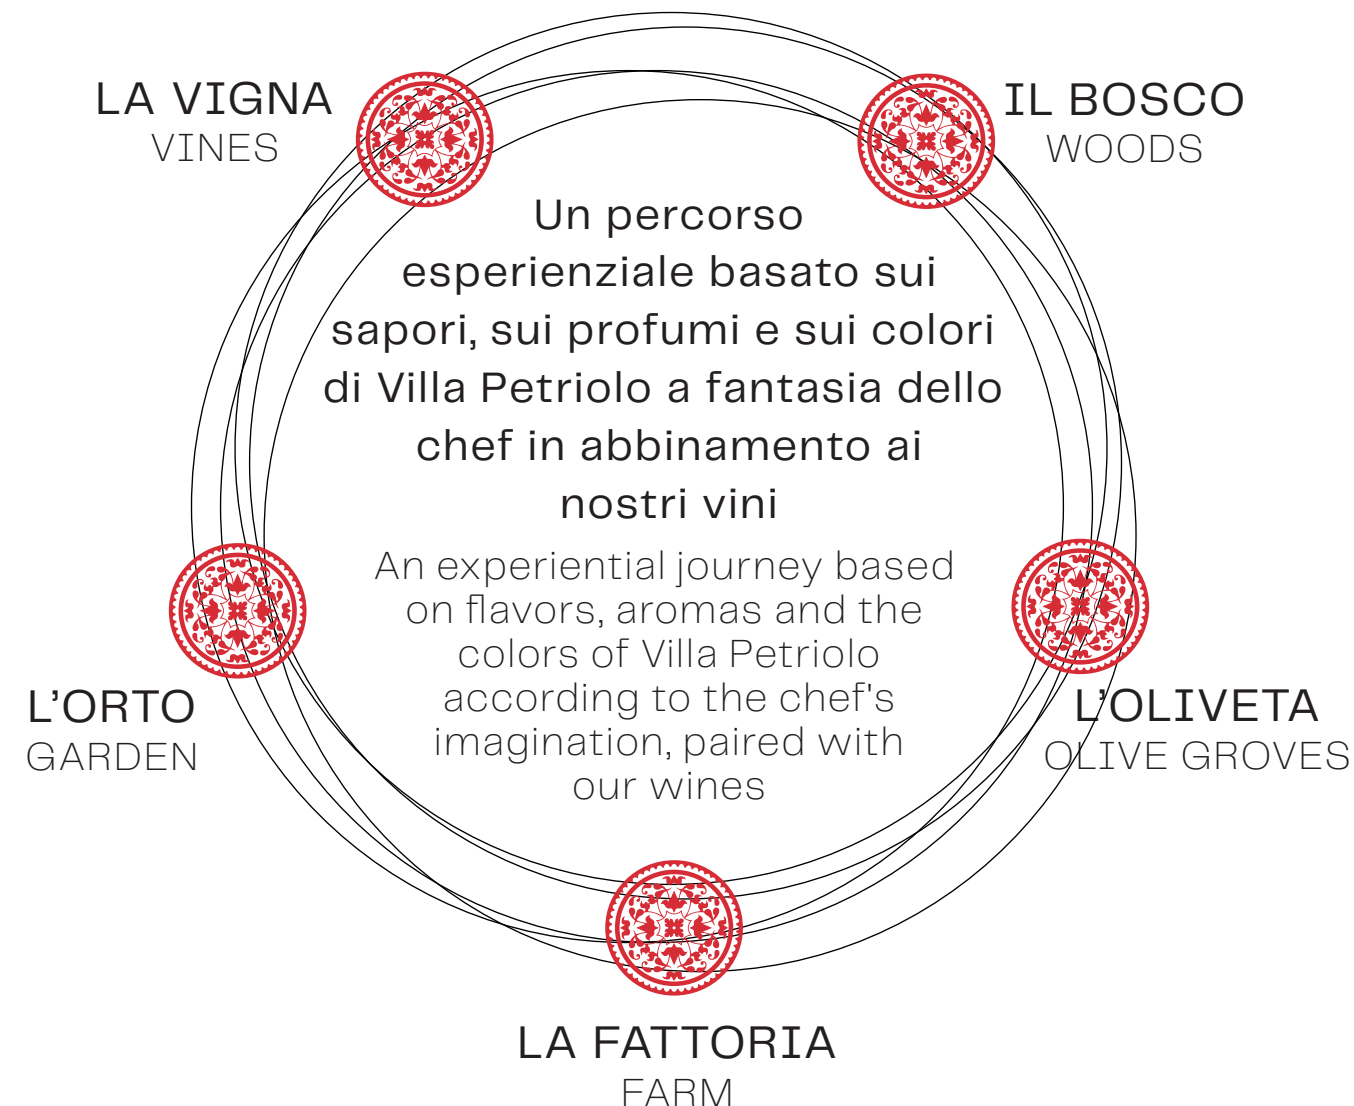 LA VIGNA
VINES
IL BOSCO
WOODS
Un percorso
esperienziale basato sui
sapori, sui profumi e sui colori
di Villa Petriolo a fantasia dello
chef in abbinamento ai
nostri vini
An experiential journey based
on flavors, aromas and the
colors of Villa Petriolo
according to the chef's
imagination, paired with
our wines
L’ORTO
GARDEN
L’OLIVETA
OLIVE GROVES
LA FATTORIA
FARM